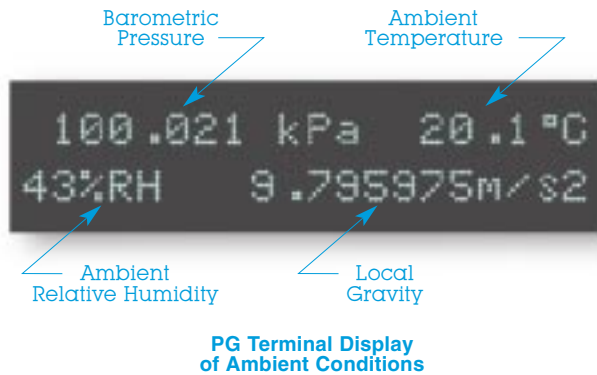 Barometric
Pressure
Ambient
Temperature
100.021 kPa 20.1°C
43%RH 9.795975m/s2
Ambient
Relative Humidity
Local
Gravity
PG Terminal Display
of Ambient Conditions